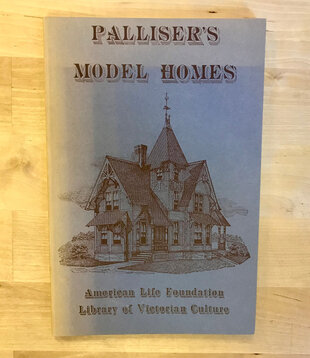 PALLISER'S
MODEL HOMES
American Life Foundation
Library of Victorian Culture